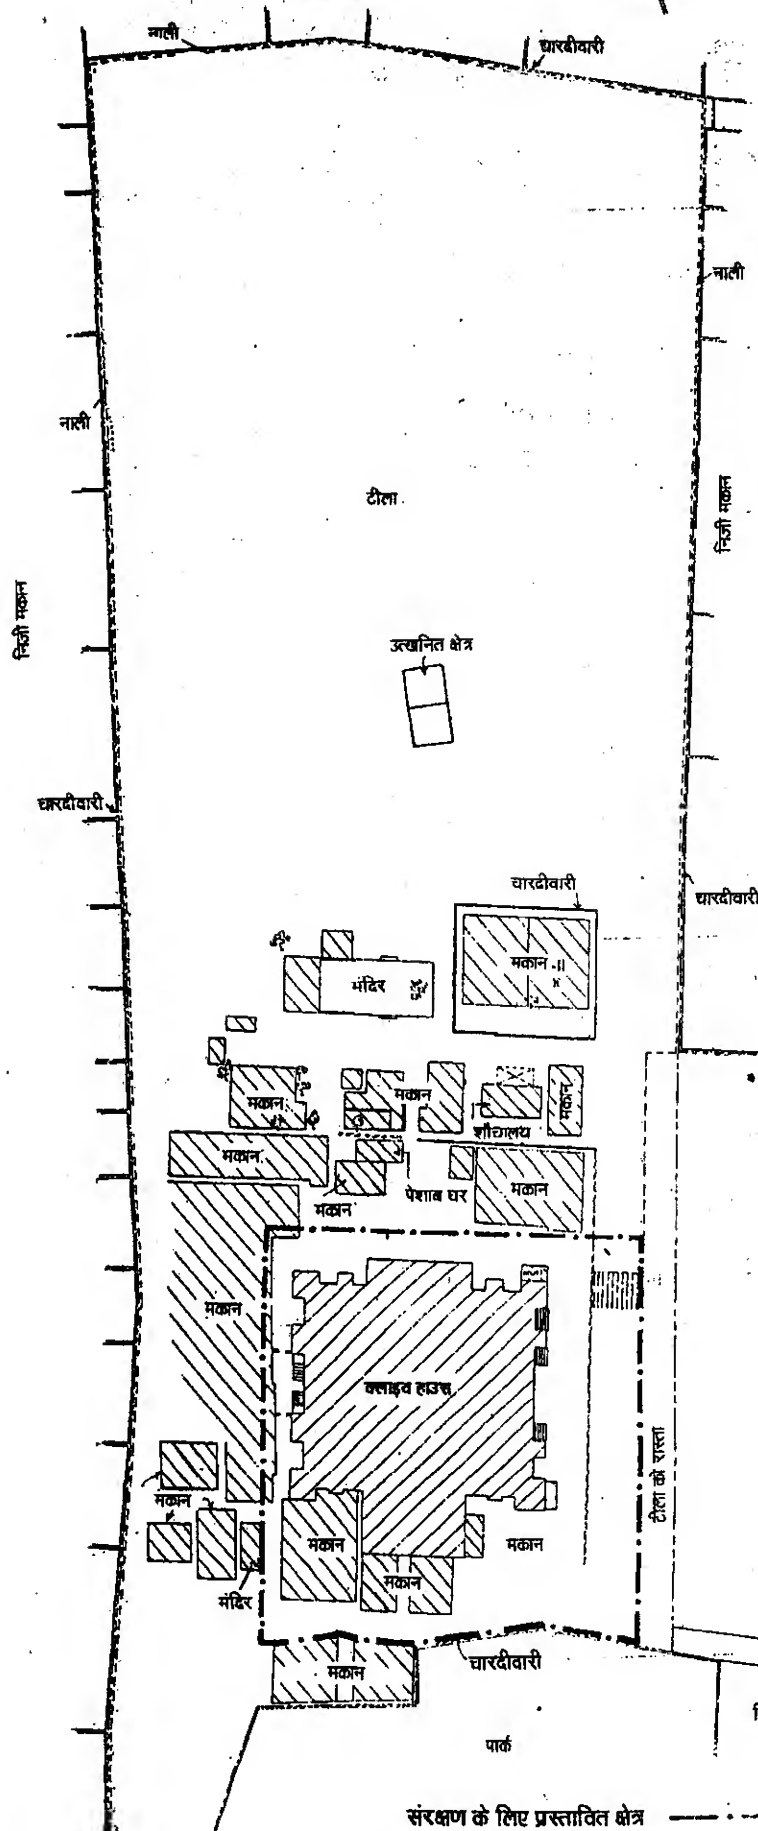 नाली
चारदीवारी
नाली
नाली
टीला
निजी मकान
निजी मकान
उत्खनित क्षेत्र
चारदीवारी
चारदीवारी
चारदीवारी
मकान
मंदिर
मकान
मकान
मकान
शौचालय
मकान
मकान
पेशाब घर
मकान
मकान
क्लाइव हाउस
टीला को रास्ता
मकान
मकान
मकान
मकान
मंदिर
चारदीवारी
मकान
पार्क
संरक्षण के लिए प्रस्तावित क्षेत्र